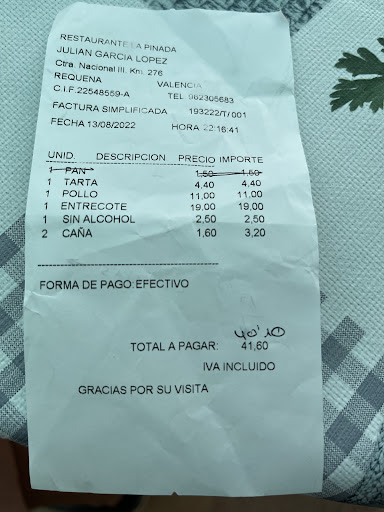 RESTAURANTE LA PINADA
JULIAN GARCIA LOPEZ
Ctra. Nacional III. Km. 276
REQUENA VALENCIA
C.I.F.22548559-A TEL 962305683
FACTURA SIMPLIFICADA 193222/T/001
FECHA 13/08/2022 HORA 22:16:41
UNID. DESCRIPCION PRECIO IMPORTE
1 PAN 1,50 1,50
1 TARTA 4,40 4,40
1 POLLO 11,00 11,00
1 ENTRECOTE 19,00 19,00
1 SIN ALCOHOL 2,50 2,50
2 CAÑA 1,60 3,20
FORMA DE PAGO:EFECTIVO
40'10
TOTAL A PAGAR: 41,60
IVA INCLUIDO
GRACIAS POR SU VISITA